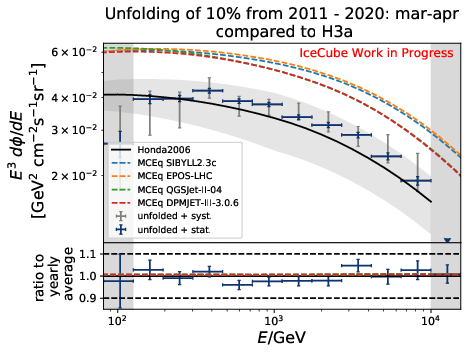 Unfolding of 10% from 2011 - 2020: mar-apr
compared to H3a
IceCube Work in Progress
E³ dϕ/dE
[GeV² cm⁻²s⁻¹sr⁻¹]
6 × 10⁻²
4 × 10⁻²
3 × 10⁻²
2 × 10⁻²
Honda2006
MCEq SIBYLL2.3c
MCEq EPOS-LHC
MCEq QGSJet-II-04
MCEq DPMJET-III-3.0.6
unfolded + syst.
unfolded + stat.
ratio to
yearly
average
1.1
1.0
0.9
10² 10³ 10⁴
E/GeV